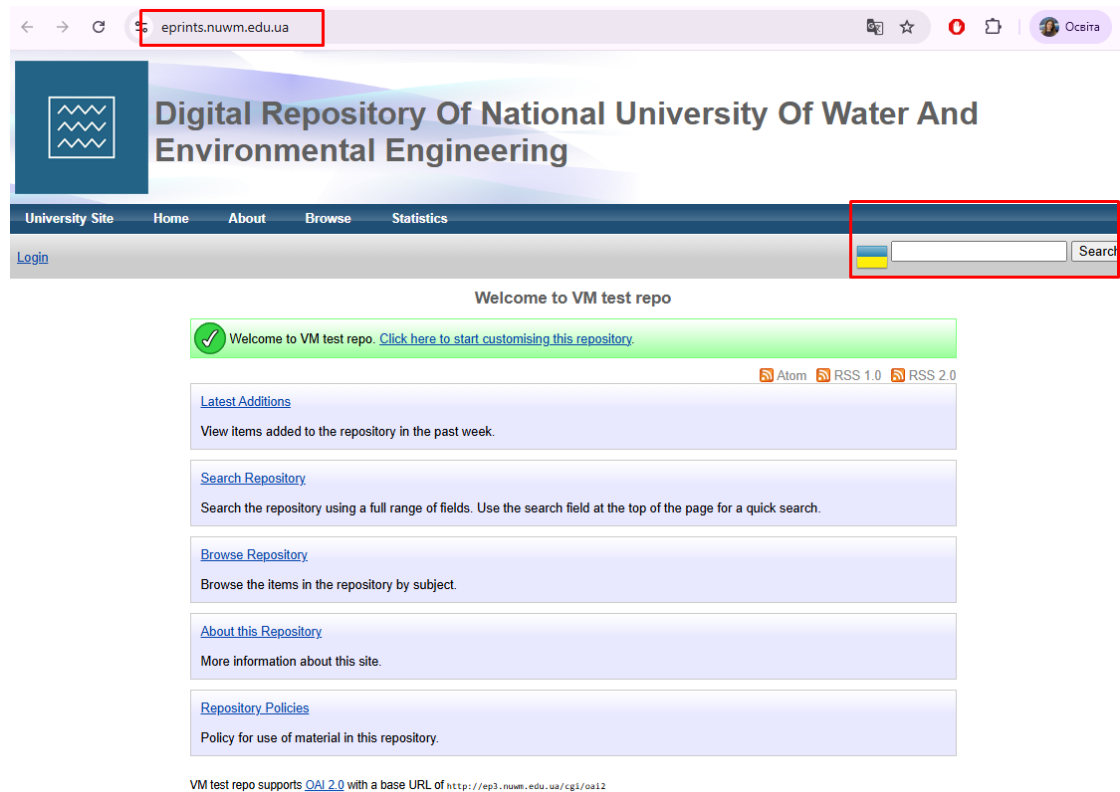 eprints.nuwm.edu.ua
Освіта
Digital Repository Of National University Of Water And
Environmental Engineering
University Site Home About Browse Statistics
Login
Search
Welcome to VM test repo
Welcome to VM test repo. Click here to start customising this repository.
Atom RSS 1.0 RSS 2.0
Latest Additions
View items added to the repository in the past week.
Search Repository
Search the repository using a full range of fields. Use the search field at the top of the page for a quick search.
Browse Repository
Browse the items in the repository by subject.
About this Repository
More information about this site.
Repository Policies
Policy for use of material in this repository.
VM test repo supports OAI 2.0 with a base URL of http://ep3.nuwm.edu.ua/cgi/oai2